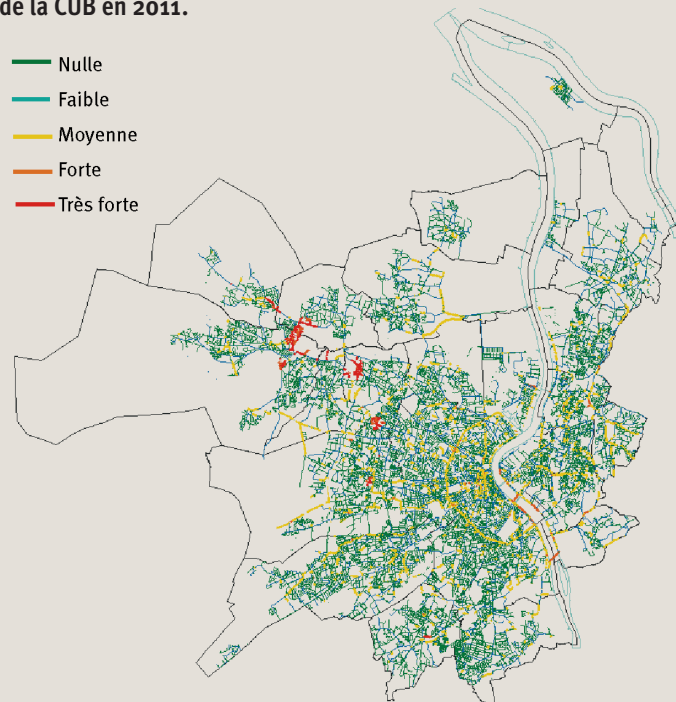 de la CUB en 2011.
Nulle
Faible
Moyenne
Forte
Très forte